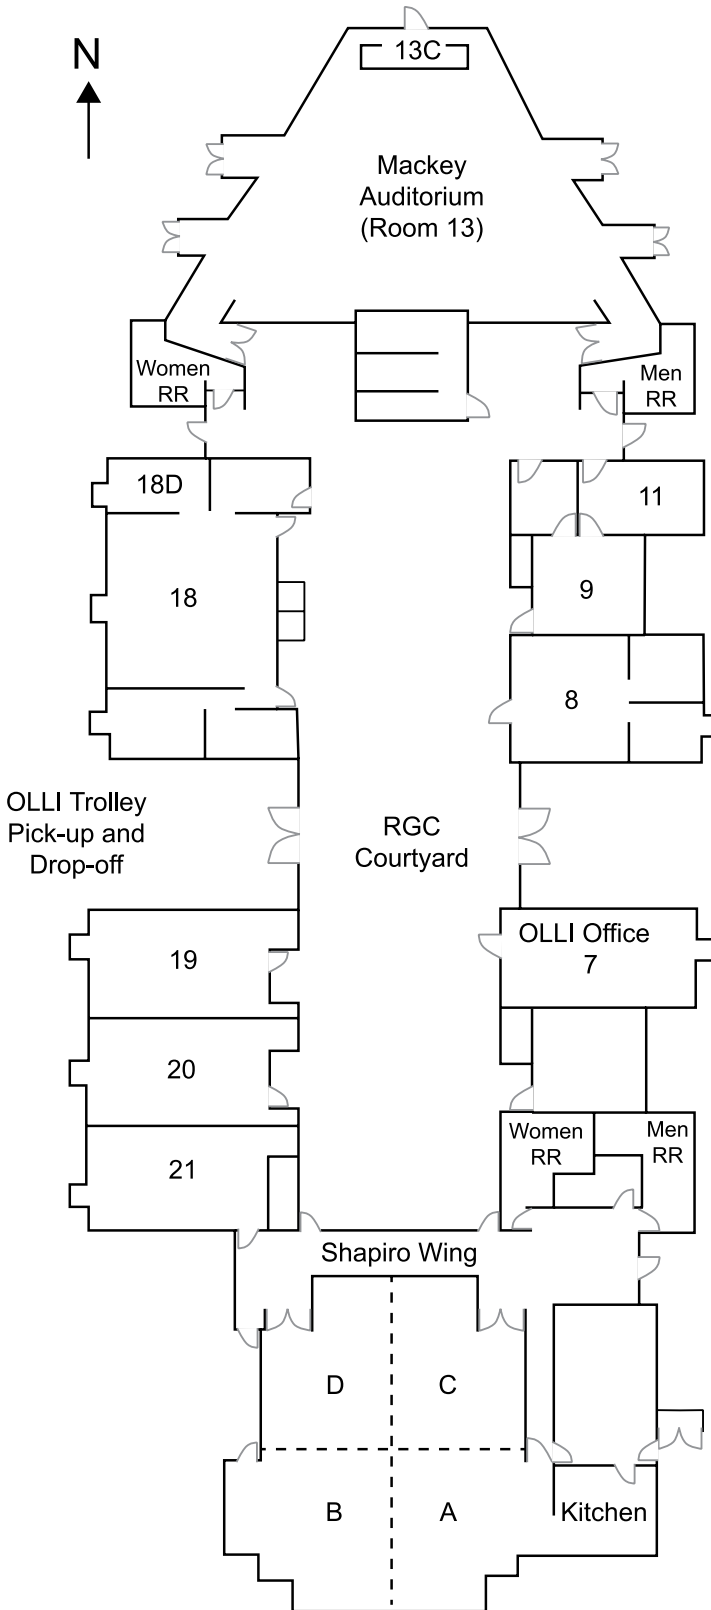 N
13C
Mackey
Auditorium
(Room 13)
Women
RR
Men
RR
18D
11
18
9
8
OLLI Trolley
Pick-up and
Drop-off
RGC
Courtyard
OLLI Office
7
19
20
21
Women
RR
Men
RR
Shapiro Wing
D
C
B
A
Kitchen